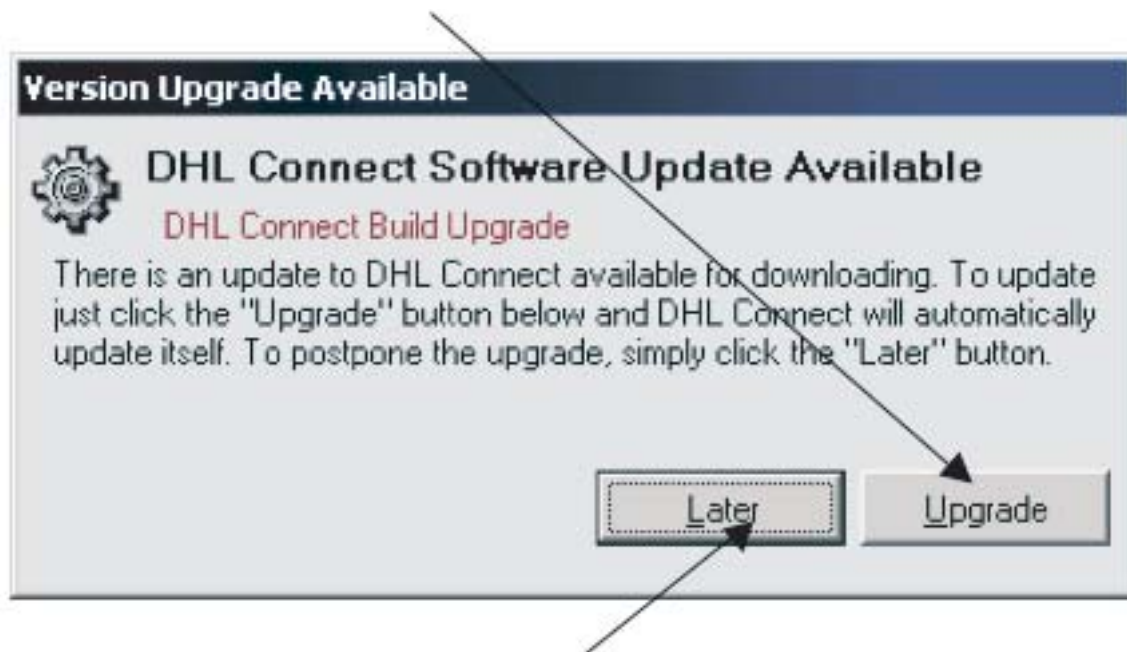 Version Upgrade Available
DHL Connect Software Update Available
DHL Connect Build Upgrade
There is an update to DHL Connect available for downloading. To update
just click the "Upgrade" button below and DHL Connect will automatically
update itself. To postpone the upgrade, simply click the "Later" button.
Later Upgrade